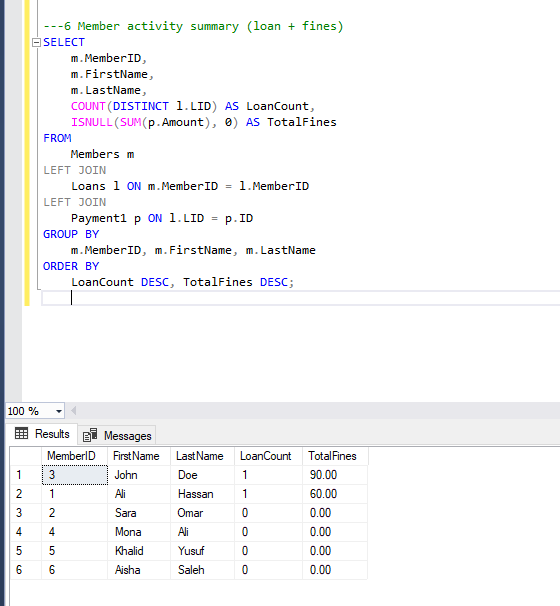 ---6 Member activity summary (loan + fines)
SELECT
m.MemberID,
m.FirstName,
m.LastName,
COUNT(DISTINCT l.LID) AS LoanCount,
ISNULL(SUM(p.Amount), 0) AS TotalFines
FROM
Members m
LEFT JOIN
Loans l ON m.MemberID = l.MemberID
LEFT JOIN
Payment1 p ON l.LID = p.ID
GROUP BY
m.MemberID, m.FirstName, m.LastName
ORDER BY
LoanCount DESC, TotalFines DESC;
100 %
Results Messages
MemberID FirstName LastName LoanCount TotalFines
1 3 John Doe 1 90.00
2 1 Ali Hassan 1 60.00
3 2 Sara Omar 0 0.00
4 4 Mona Ali 0 0.00
5 5 Khalid Yusuf 0 0.00
6 6 Aisha Saleh 0 0.00